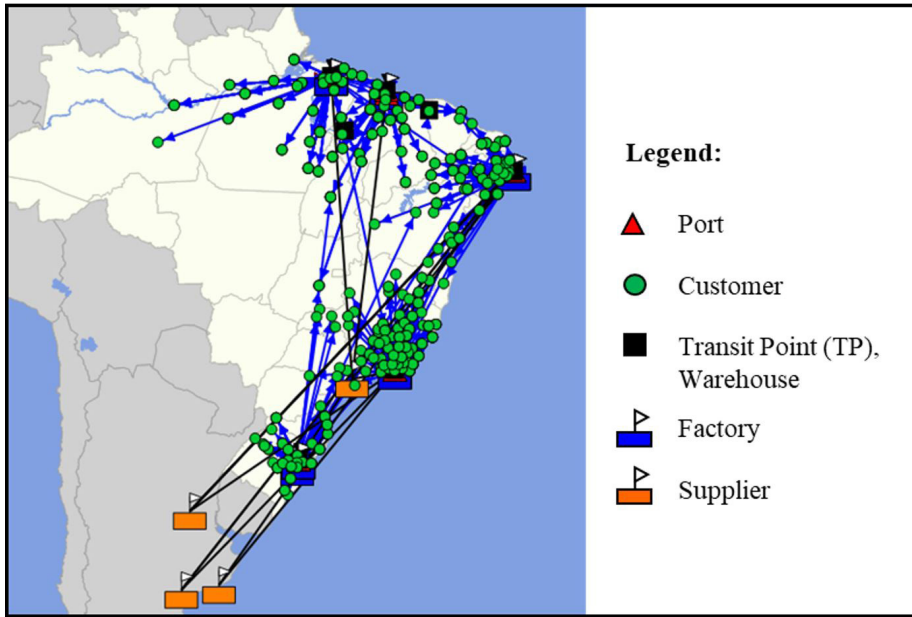 Legend:
Port
Customer
Transit Point (TP),
Warehouse
Factory
Supplier